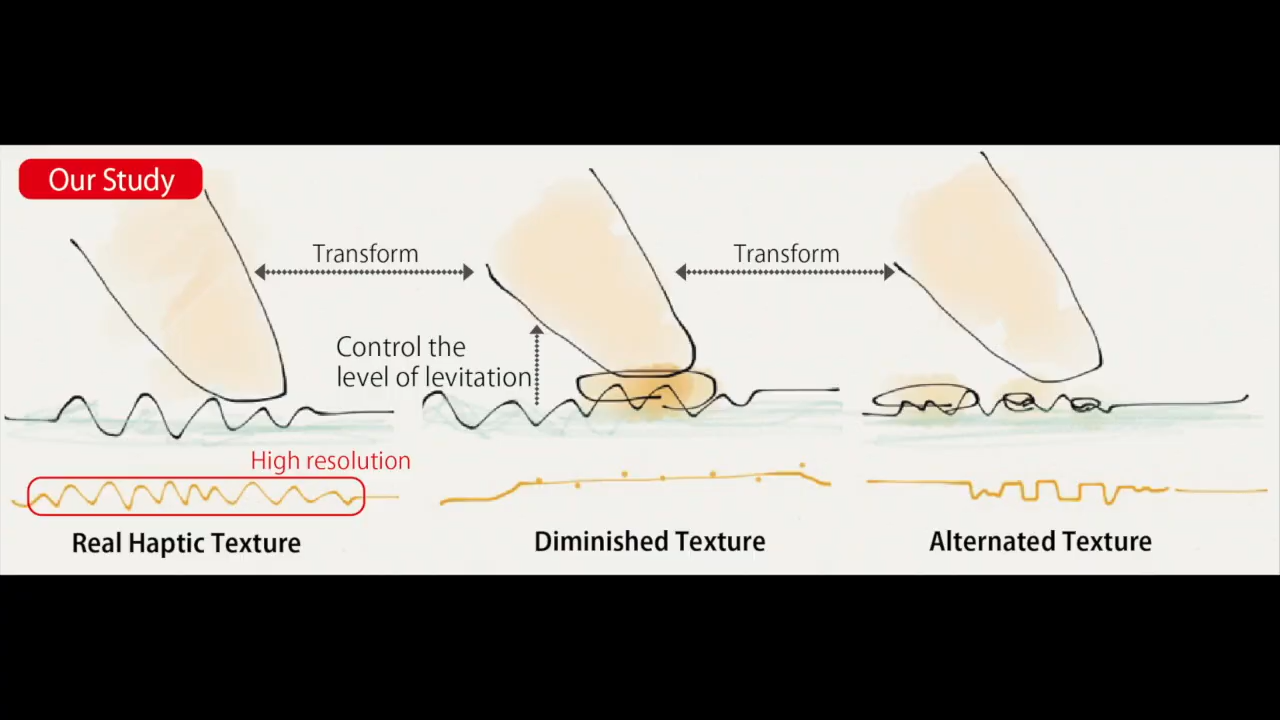 Our Study
Transform
Transform
Control the
level of levitation
High resolution
Real Haptic Texture
Diminished Texture
Alternated Texture